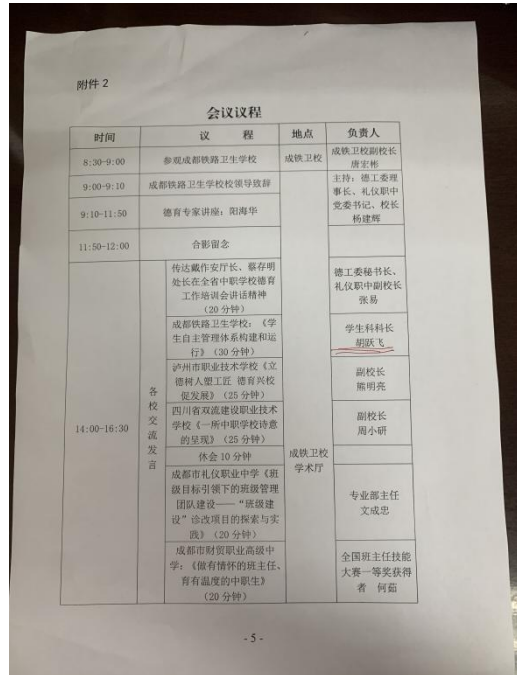 附件 2
会议议程
时间 议 程 地点 负责人
8:30-9:00 参观成都铁路卫生学校 成铁卫校 成铁卫校副校长
唐宏彬
9:00-9:10 成都铁路卫生学校校领导致辞
主持：德工委理
事长、礼仪职中
党委书记、校长
杨建辉
9:10-11:50 德育专家讲座：阳海华
11:50-12:00 合影留念
14:00-16:30
各
校
交
流
发
言
传达戴作安厅长、蔡存明
处长在全省中职学校德育
工作培训会讲话精神
（20 分钟）
德工委秘书长、
礼仪职中副校长
张易
成都铁路卫生学校：《学
生自主管理体系构建和运
行》（30 分钟）
学生科科长
胡跃飞
泸州市职业技术学校《立
德树人塑工匠 德育兴校
促发展》（25 分钟）
副校长
熊明亮
四川省双流建设职业技术
学校《一所中职学校诗意
的呈现》（25 分钟）
副校长
周小研
休会 10 分钟
成铁卫校
学术厅
成都市礼仪职业中学《班
级目标引领下的班级管理
团队建设——“班级建
设”诊改项目的探索与实
践》（20 分钟）
专业部主任
文成忠
成都市财贸职业高级中
学：《做有情怀的班主任、
育有温度的中职生》
（20 分钟）
全国班主任技能
大赛一等奖获得
者 何茹
- 5 -